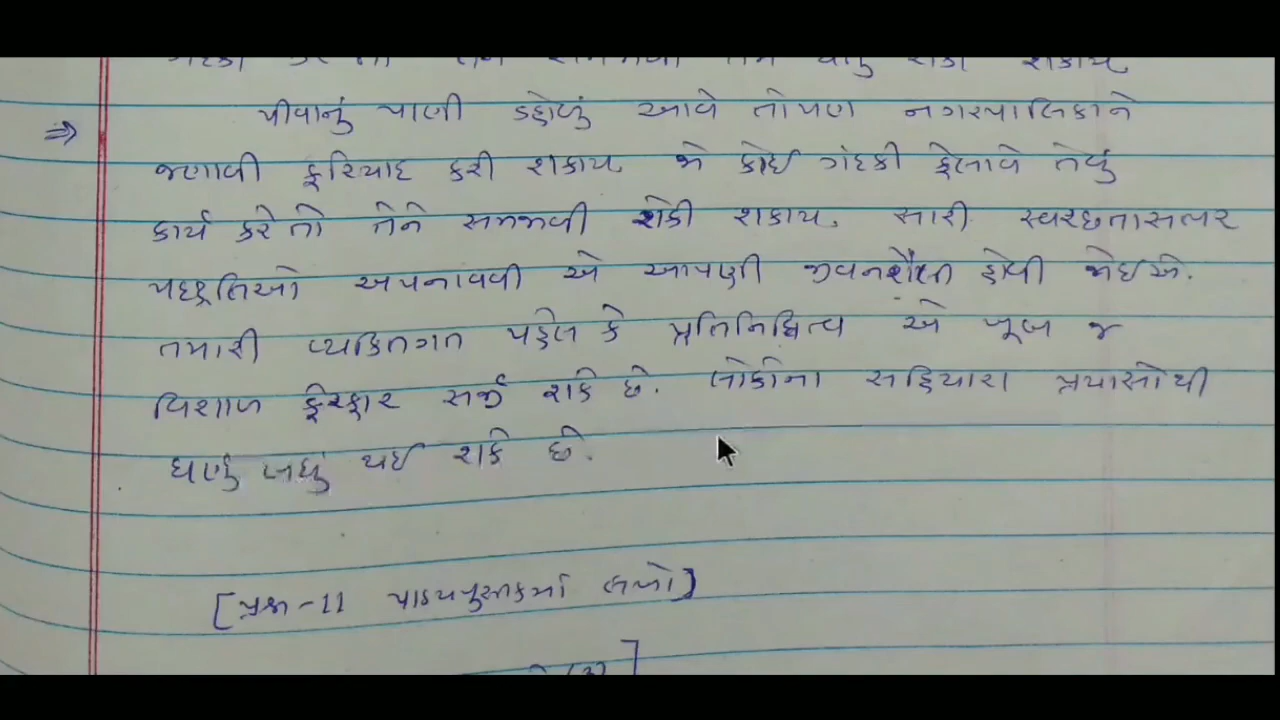 ⇒ પીવાનું પાણી ડહોળું આવે તોપણ નગરપાલિકાને
જણાવી ફરિયાદ કરી શકાય. જો કોઈ ગંદકી ફેલાવે તેવું
કાર્ય કરે તો તેને સમજાવી રોકી શકાય. સારી સ્વચ્છતાસભર
પદ્ધતિઓ અપનાવવી એ આપણી જીવનશૈલી હોવી જોઈએ.
તમારી વ્યક્તિગત પહેલ કે પ્રતિનિધિત્વ એ ખૂબ જ
વિશાળ ફેરફાર સર્જી શકે છે. લોકોના સહિયારા પ્રયાસોથી
ઘણું બધું થઈ શકે છે.
[પ્રશ્ન-11 પાઠ્યપુસ્તકમાં લખો]